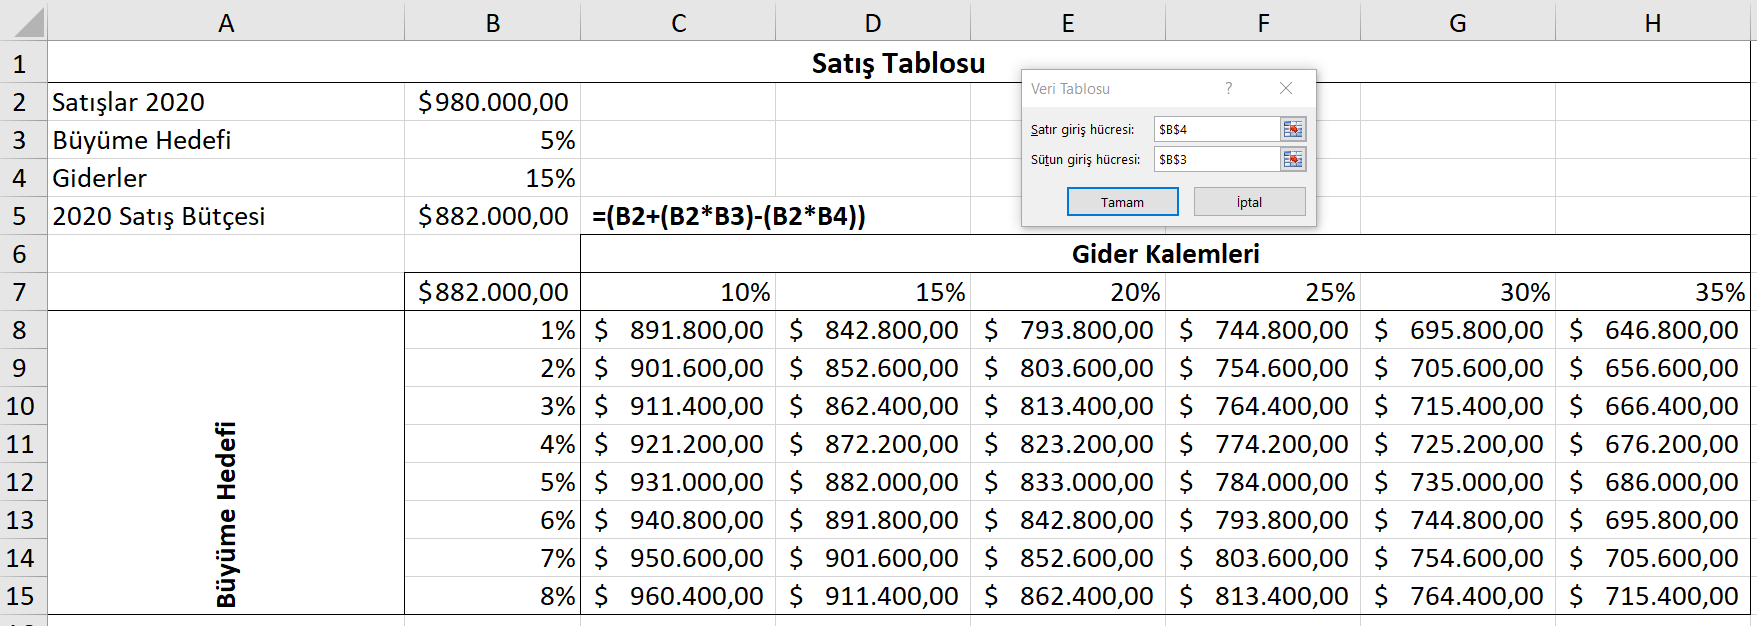 A B C D E F G H
1 Satış Tablosu
2 Satışlar 2020 $980.000,00
3 Büyüme Hedefi 5%
4 Giderler 15%
5 2020 Satış Bütçesi $882.000,00 =(B2+(B2*B3)-(B2*B4))
Veri Tablosu ?
Satır giriş hücresi: $B$4
Sütun giriş hücresi: $B$3
Tamam İptal
6 Gider Kalemleri
7 $882.000,00 10% 15% 20% 25% 30% 35%
Büyüme Hedefi
8 1% $ 891.800,00 $ 842.800,00 $ 793.800,00 $ 744.800,00 $ 695.800,00 $ 646.800,00
9 2% $ 901.600,00 $ 852.600,00 $ 803.600,00 $ 754.600,00 $ 705.600,00 $ 656.600,00
10 3% $ 911.400,00 $ 862.400,00 $ 813.400,00 $ 764.400,00 $ 715.400,00 $ 666.400,00
11 4% $ 921.200,00 $ 872.200,00 $ 823.200,00 $ 774.200,00 $ 725.200,00 $ 676.200,00
12 5% $ 931.000,00 $ 882.000,00 $ 833.000,00 $ 784.000,00 $ 735.000,00 $ 686.000,00
13 6% $ 940.800,00 $ 891.800,00 $ 842.800,00 $ 793.800,00 $ 744.800,00 $ 695.800,00
14 7% $ 950.600,00 $ 901.600,00 $ 852.600,00 $ 803.600,00 $ 754.600,00 $ 705.600,00
15 8% $ 960.400,00 $ 911.400,00 $ 862.400,00 $ 813.400,00 $ 764.400,00 $ 715.400,00